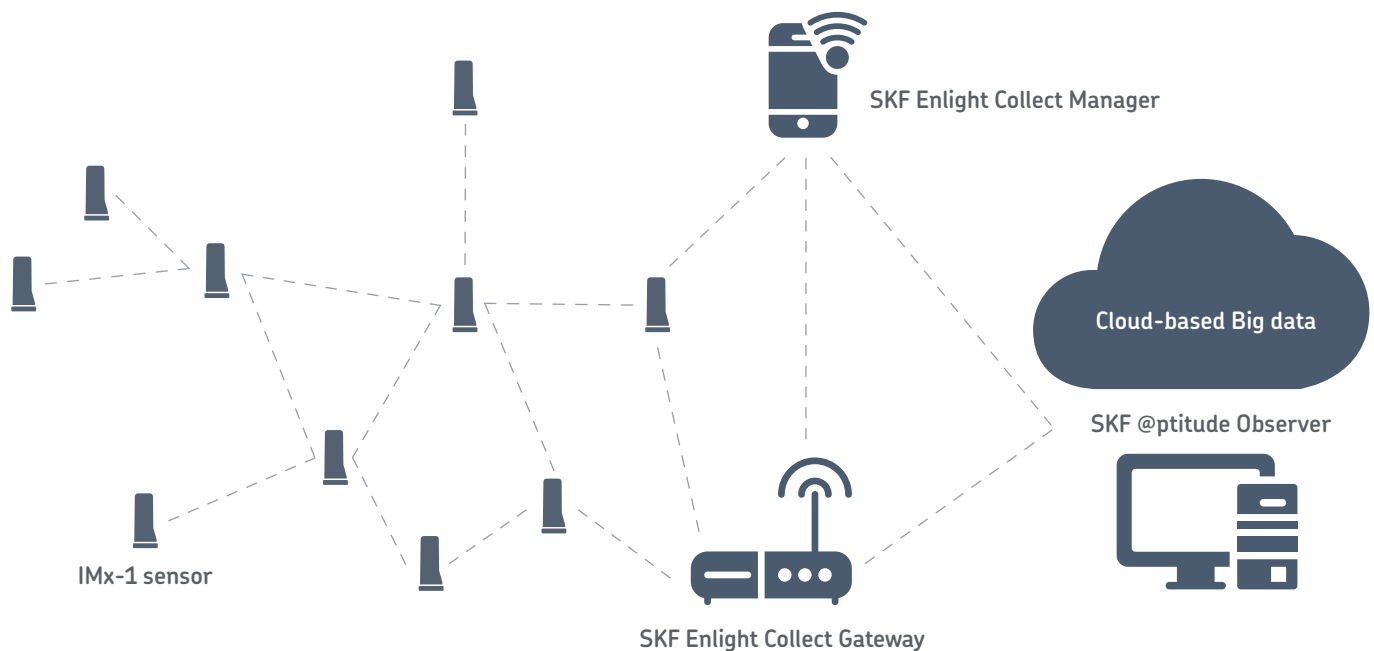 SKF Enlight Collect Manager
Cloud-based Big data
SKF @ptitude Observer
IMx-1 sensor
SKF Enlight Collect Gateway